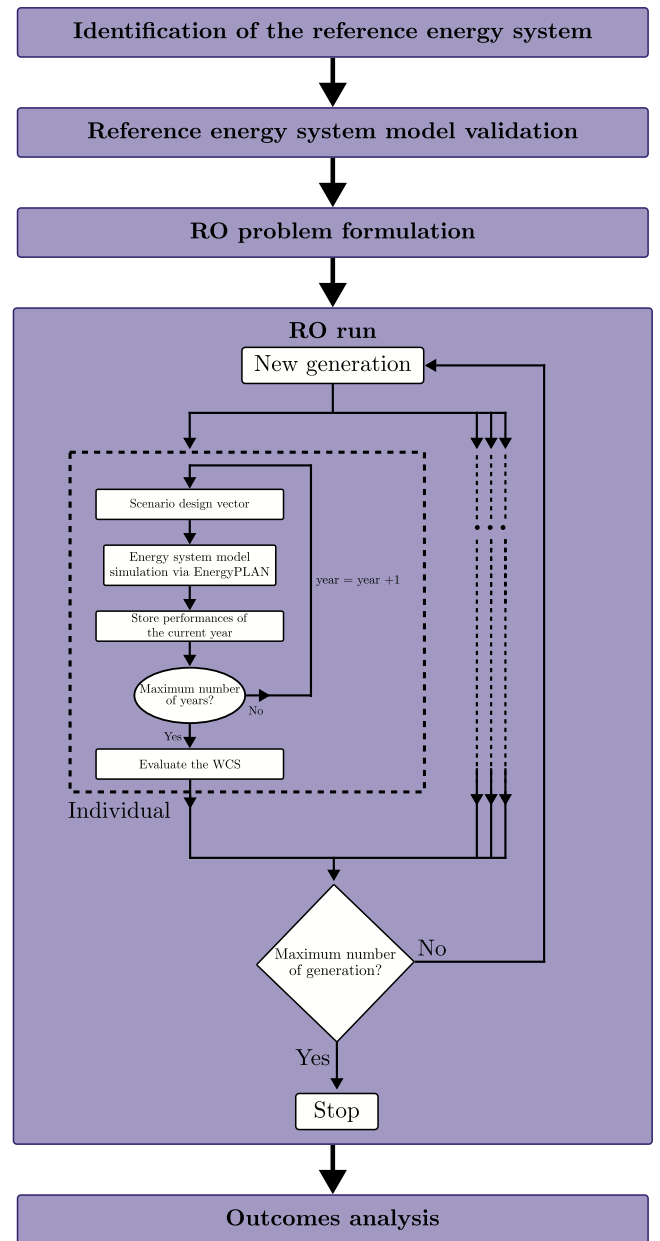 Identification of the reference energy system
Reference energy system model validation
RO problem formulation
RO run
New generation
Scenario design vector
Energy system model
simulation via EnergyPLAN
year = year +1
Store performances of
the current year
Maximum number
of years?
No
Yes
Evaluate the WCS
Individual
Maximum number
of generation?
No
Yes
Stop
Outcomes analysis